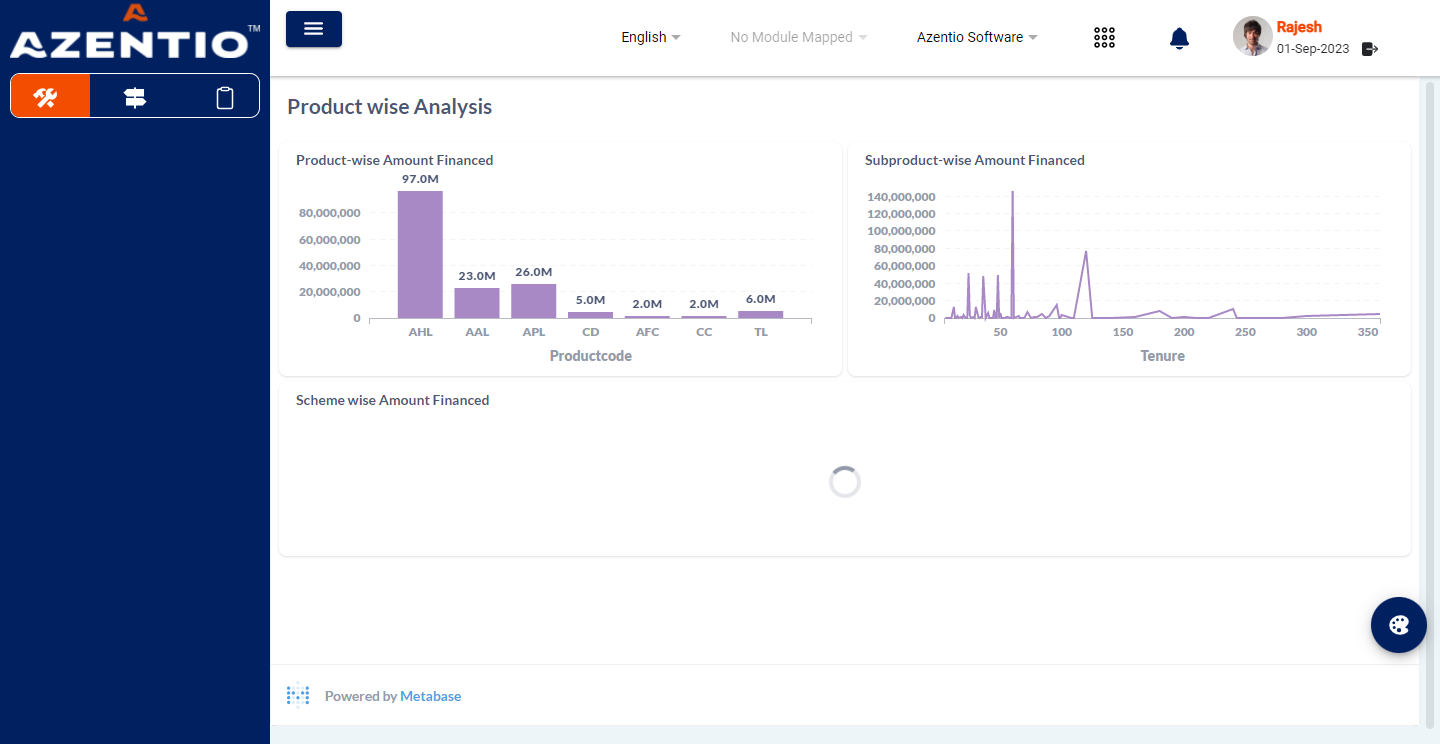 AZENTIO™
English
No Module Mapped
Azentio Software
Rajesh
01-Sep-2023
Product wise Analysis
Product-wise Amount Financed
97.0M
80,000,000
60,000,000
40,000,000
20,000,000
0
23.0M
26.0M
5.0M
2.0M
2.0M
6.0M
AHL AAL APL CD AFC CC TL
Productcode
Subproduct-wise Amount Financed
140,000,000
120,000,000
100,000,000
80,000,000
60,000,000
40,000,000
20,000,000
0
50 100 150 200 250 300 350
Tenure
Scheme wise Amount Financed
Powered by Metabase